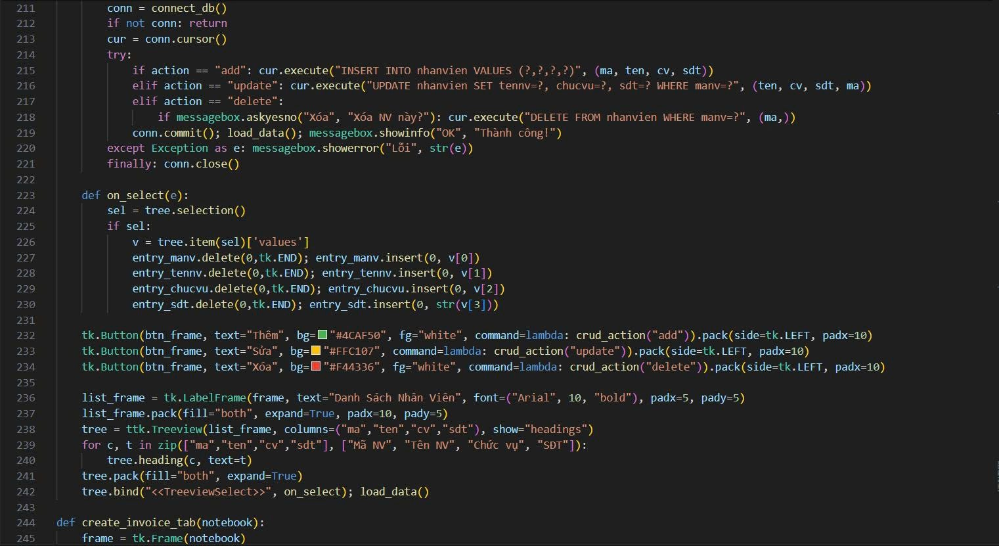 211 conn = connect_db()
212 if not conn: return
213 cur = conn.cursor()
214 try:
215 if action == "add": cur.execute("INSERT INTO nhanvien VALUES (?,?,?,?)", (ma, ten, cv, sdt))
216 elif action == "update": cur.execute("UPDATE nhanvien SET tennv=?, chucvu=?, sdt=? WHERE manv=?", (ten, cv, sdt, ma))
217 elif action == "delete":
218 if messagebox.askyesno("Xóa", "Xóa NV này?"): cur.execute("DELETE FROM nhanvien WHERE manv=?", (ma,))
219 conn.commit(); load_data(); messagebox.showinfo("OK", "Thành công!")
220 except Exception as e: messagebox.showerror("Lỗi", str(e))
221 finally: conn.close()
222
223 def on_select(e):
224 sel = tree.selection()
225 if sel:
226 v = tree.item(sel)['values']
227 entry_manv.delete(0,tk.END); entry_manv.insert(0, v[0])
228 entry_tennv.delete(0,tk.END); entry_tennv.insert(0, v[1])
229 entry_chucvu.delete(0,tk.END); entry_chucvu.insert(0, v[2])
230 entry_sdt.delete(0,tk.END); entry_sdt.insert(0, str(v[3]))
231
232 tk.Button(btn_frame, text="Thêm", bg="#4CAF50", fg="white", command=lambda: crud_action("add")).pack(side=tk.LEFT, padx=10)
233 tk.Button(btn_frame, text="Sửa", bg="#FFC107", command=lambda: crud_action("update")).pack(side=tk.LEFT, padx=10)
234 tk.Button(btn_frame, text="Xóa", bg="#F44336", fg="white", command=lambda: crud_action("delete")).pack(side=tk.LEFT, padx=10)
235
236 list_frame = tk.LabelFrame(frame, text="Danh Sách Nhân Viên", font=("Arial", 10, "bold"), padx=5, pady=5)
237 list_frame.pack(fill="both", expand=True, padx=10, pady=5)
238 tree = ttk.Treeview(list_frame, columns=("ma","ten","cv","sdt"), show="headings")
239 for c, t in zip(["ma","ten","cv","sdt"], ["Mã NV", "Tên NV", "Chức vụ", "SĐT"]):
240 tree.heading(c, text=t)
241 tree.pack(fill="both", expand=True)
242 tree.bind("<<TreeviewSelect>>", on_select); load_data()
243
244 def create_invoice_tab(notebook):
245 frame = tk.Frame(notebook)